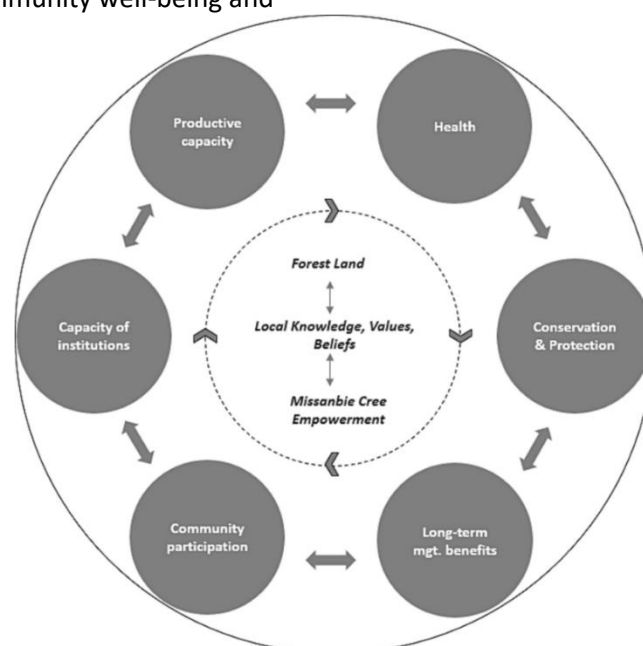 mmunity well-being and
Productive
capacity
Health
Forest Land
Capacity of
institutions
Local Knowledge, Values,
Beliefs
Conservation
& Protection
Missanbie Cree
Empowerment
Community
participation
Long-term
mgt. benefits